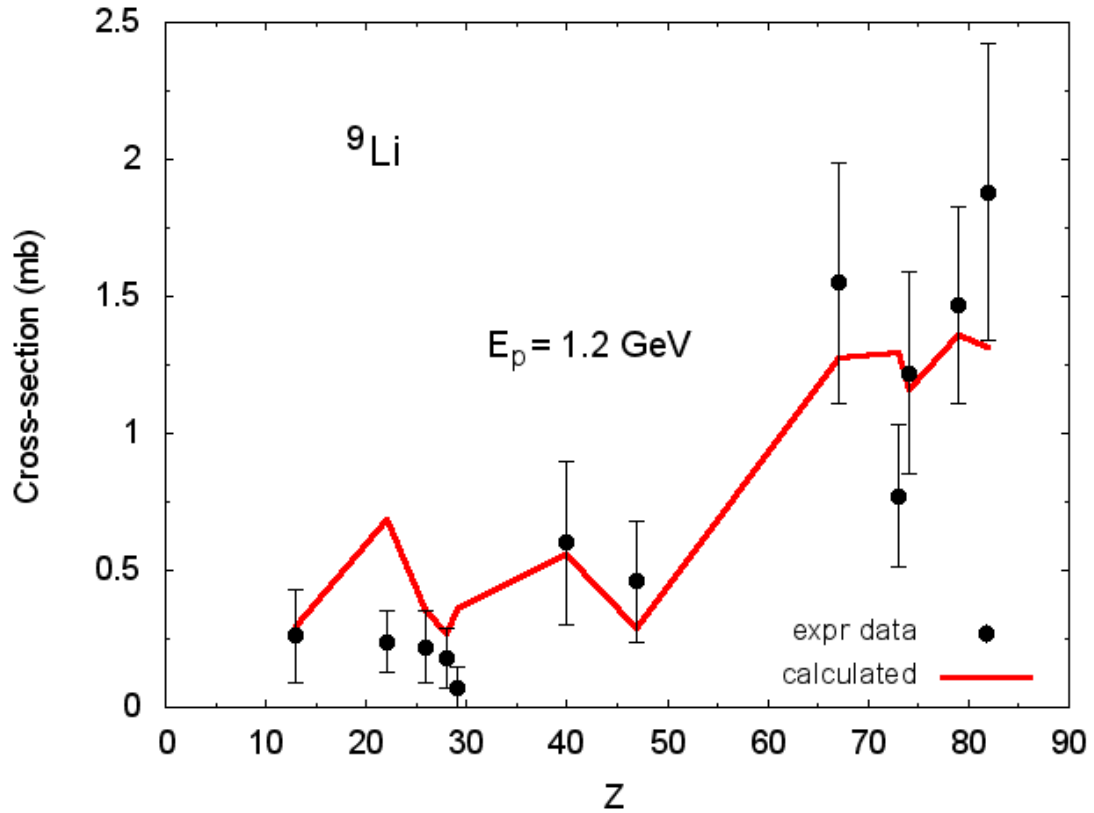 2.5
2
1.5
1
0.5
0
Cross-section (mb)
⁹Li
Eₚ = 1.2 GeV
expr data
calculated
0 10 20 30 40 50 60 70 80 90
Z